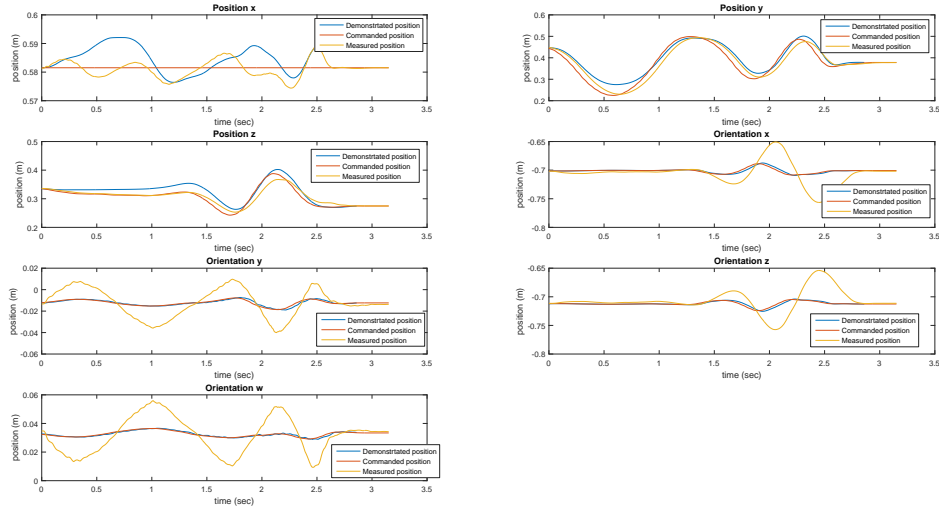 Position x
0.6
0.59
0.58
0.57
position (m)
0 0.5 1 1.5 2 2.5 3 3.5
time (sec)
Demonstrtated position
Commanded position
Measured position
Position y
0.6
0.5
0.4
0.3
0.2
position (m)
0 0.5 1 1.5 2 2.5 3 3.5
time (sec)
Demonstrtated position
Commanded position
Measured position
Position z
0.5
0.4
0.3
0.2
position (m)
0 0.5 1 1.5 2 2.5 3 3.5
time (sec)
Demonstrtated position
Commanded position
Measured position
Orientation x
-0.65
-0.7
-0.75
-0.8
position (m)
0 0.5 1 1.5 2 2.5 3 3.5
time (sec)
Demonstrtated position
Commanded position
Measured position
Orientation y
0.02
0
-0.02
-0.04
-0.06
position (m)
0 0.5 1 1.5 2 2.5 3 3.5
time (sec)
Demonstrtated position
Commanded position
Measured position
Orientation z
-0.65
-0.7
-0.75
-0.8
position (m)
0 0.5 1 1.5 2 2.5 3 3.5
time (sec)
Demonstrtated position
Commanded position
Measured position
Orientation w
0.06
0.04
0.02
0
position (m)
0 0.5 1 1.5 2 2.5 3 3.5
time (sec)
Demonstrtated position
Commanded position
Measured position